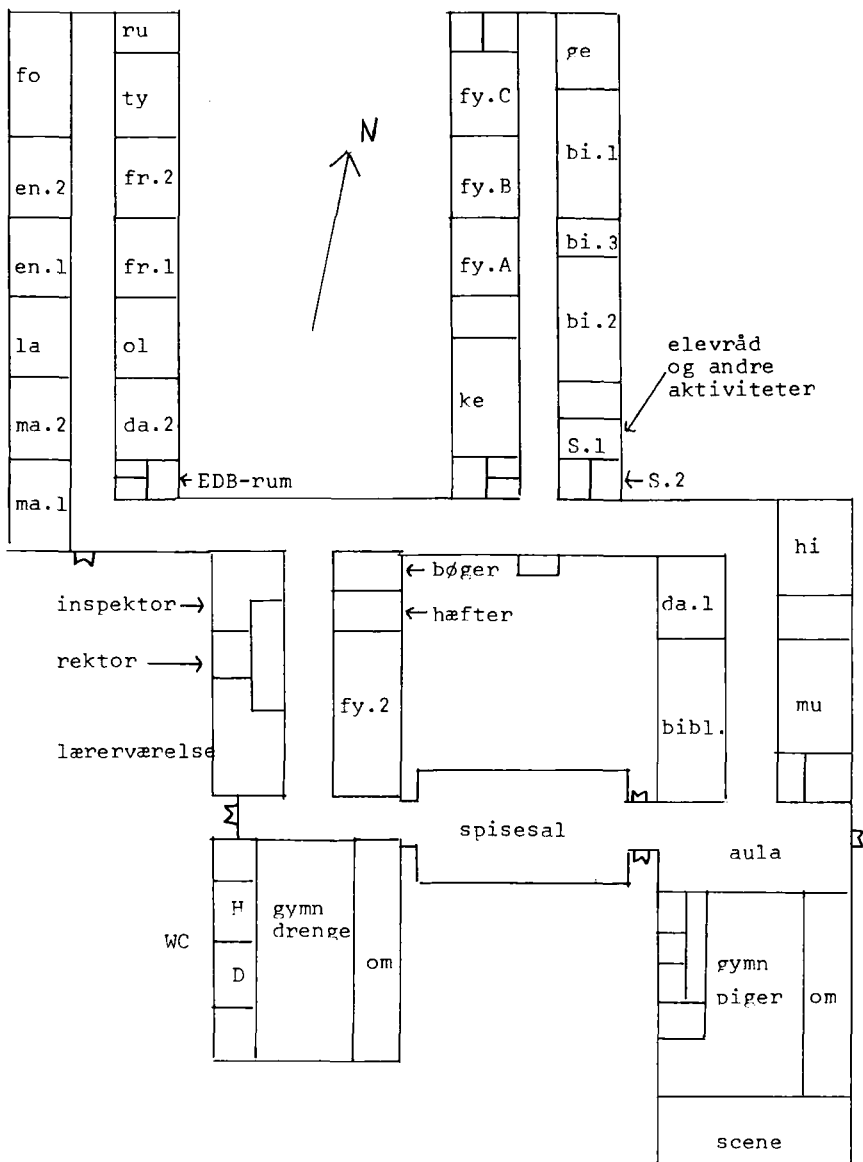 ru
fo
ty
en.2
fr.2
en.1
fr.1
la
ol
ma.2
da.2
ma.1
EDB-rum
N
fy.C
ge
fy.B
bi.1
bi.3
fy.A
bi.2
ke
elevråd
og andre
aktiviteter
S.1
S.2
inspektor
rektor
lærerværelse
bøger
hæfter
fy.2
da.1
bibl.
hi
mu
spisesal
aula
WC
H
D
gymn
drenge
om
gymn
piger
om
scene